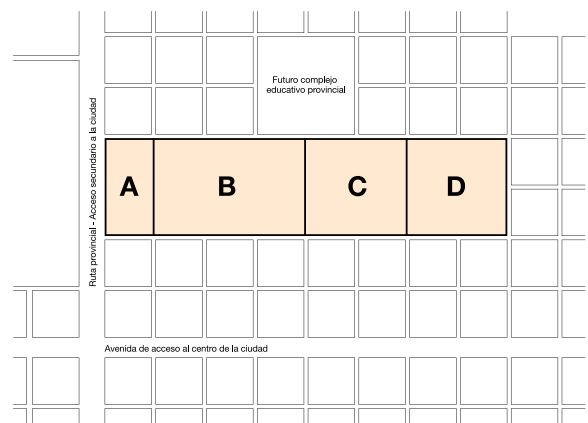 Futuro complejo
educativo provincial
Ruta provincial - Acceso secundario a la ciudad
A
B
C
D
Avenida de acceso al centro de la ciudad